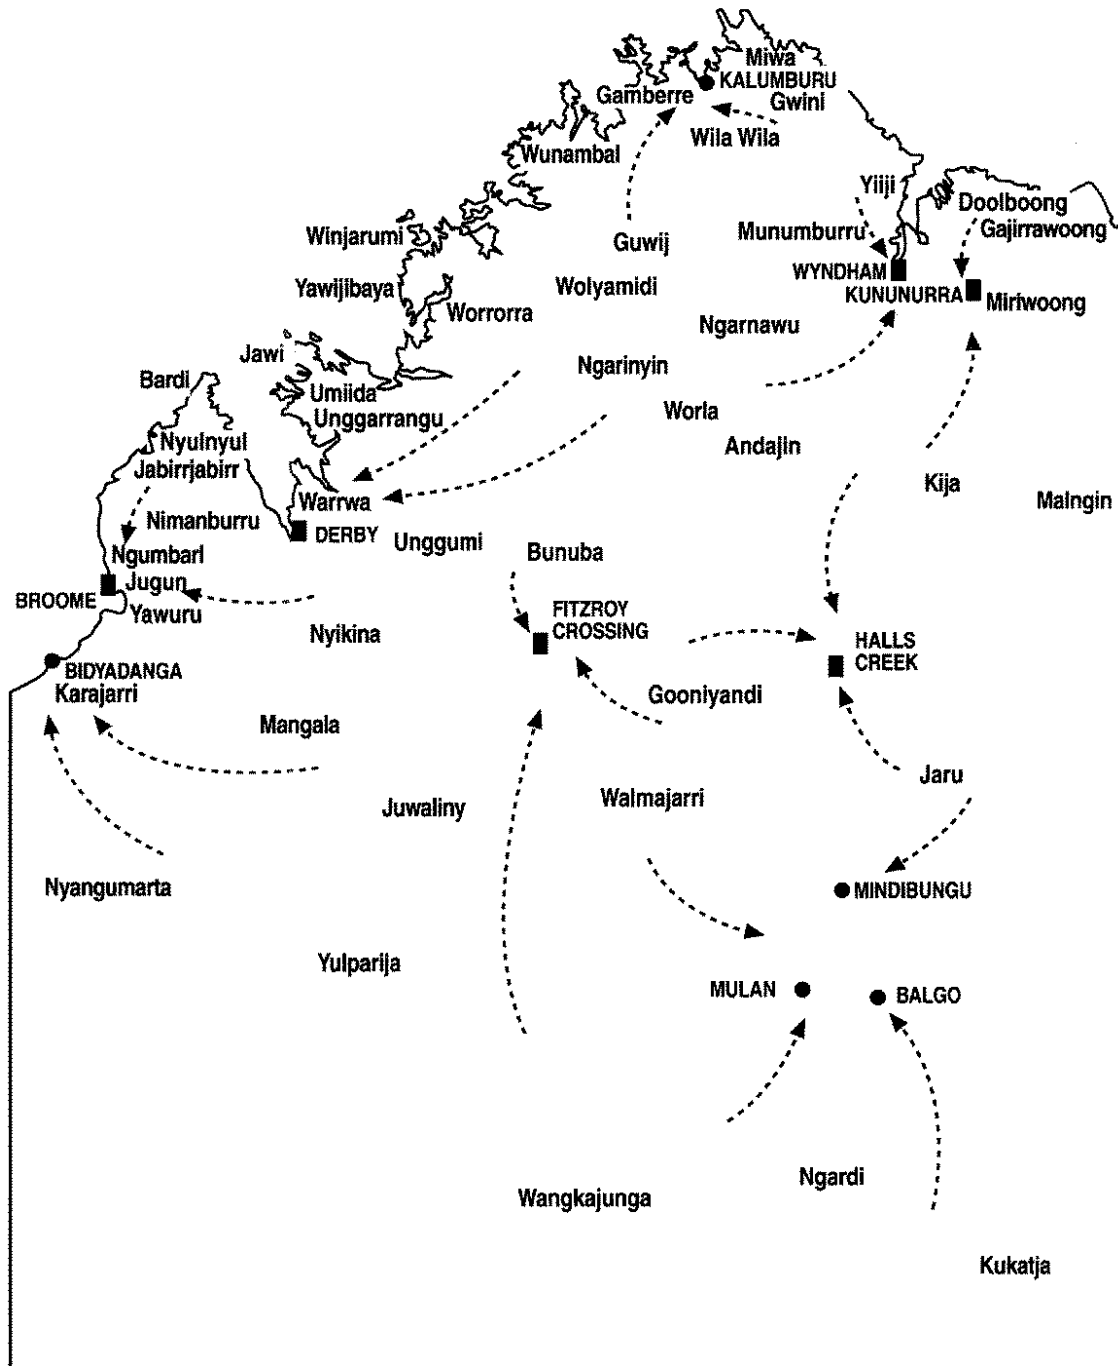 Miwa
KALUMBURU
Gamberre
Gwini
Wila Wila
Wunambal
Yiiji
Doolboong
Gajirrawoong
Munumburru
Winjarumi
Guwij
WYNDHAM
Wolyamidi
Yawijibaya
KUNUNURRA
Miriwoong
Worrorra
Ngarnawu
Jawi
Ngarinyin
Bardi
Umiida
Worla
Unggarrangu
Nyulnyul
Andajin
Jabirrjabirr
Kija
Warrwa
Malngin
Nimanburru
DERBY
Unggumi
Bunuba
Ngumbarl
Jugun
BROOME
Yawuru
FITZROY
CROSSING
Nyikina
HALLS
CREEK
BIDYADANGA
Karajarri
Gooniyandi
Mangala
Jaru
Walmajarri
Juwaliny
Nyangumarta
MINDIBUNGU
Yulparija
MULAN
BALGO
Ngardi
Wangkajunga
Kukatja